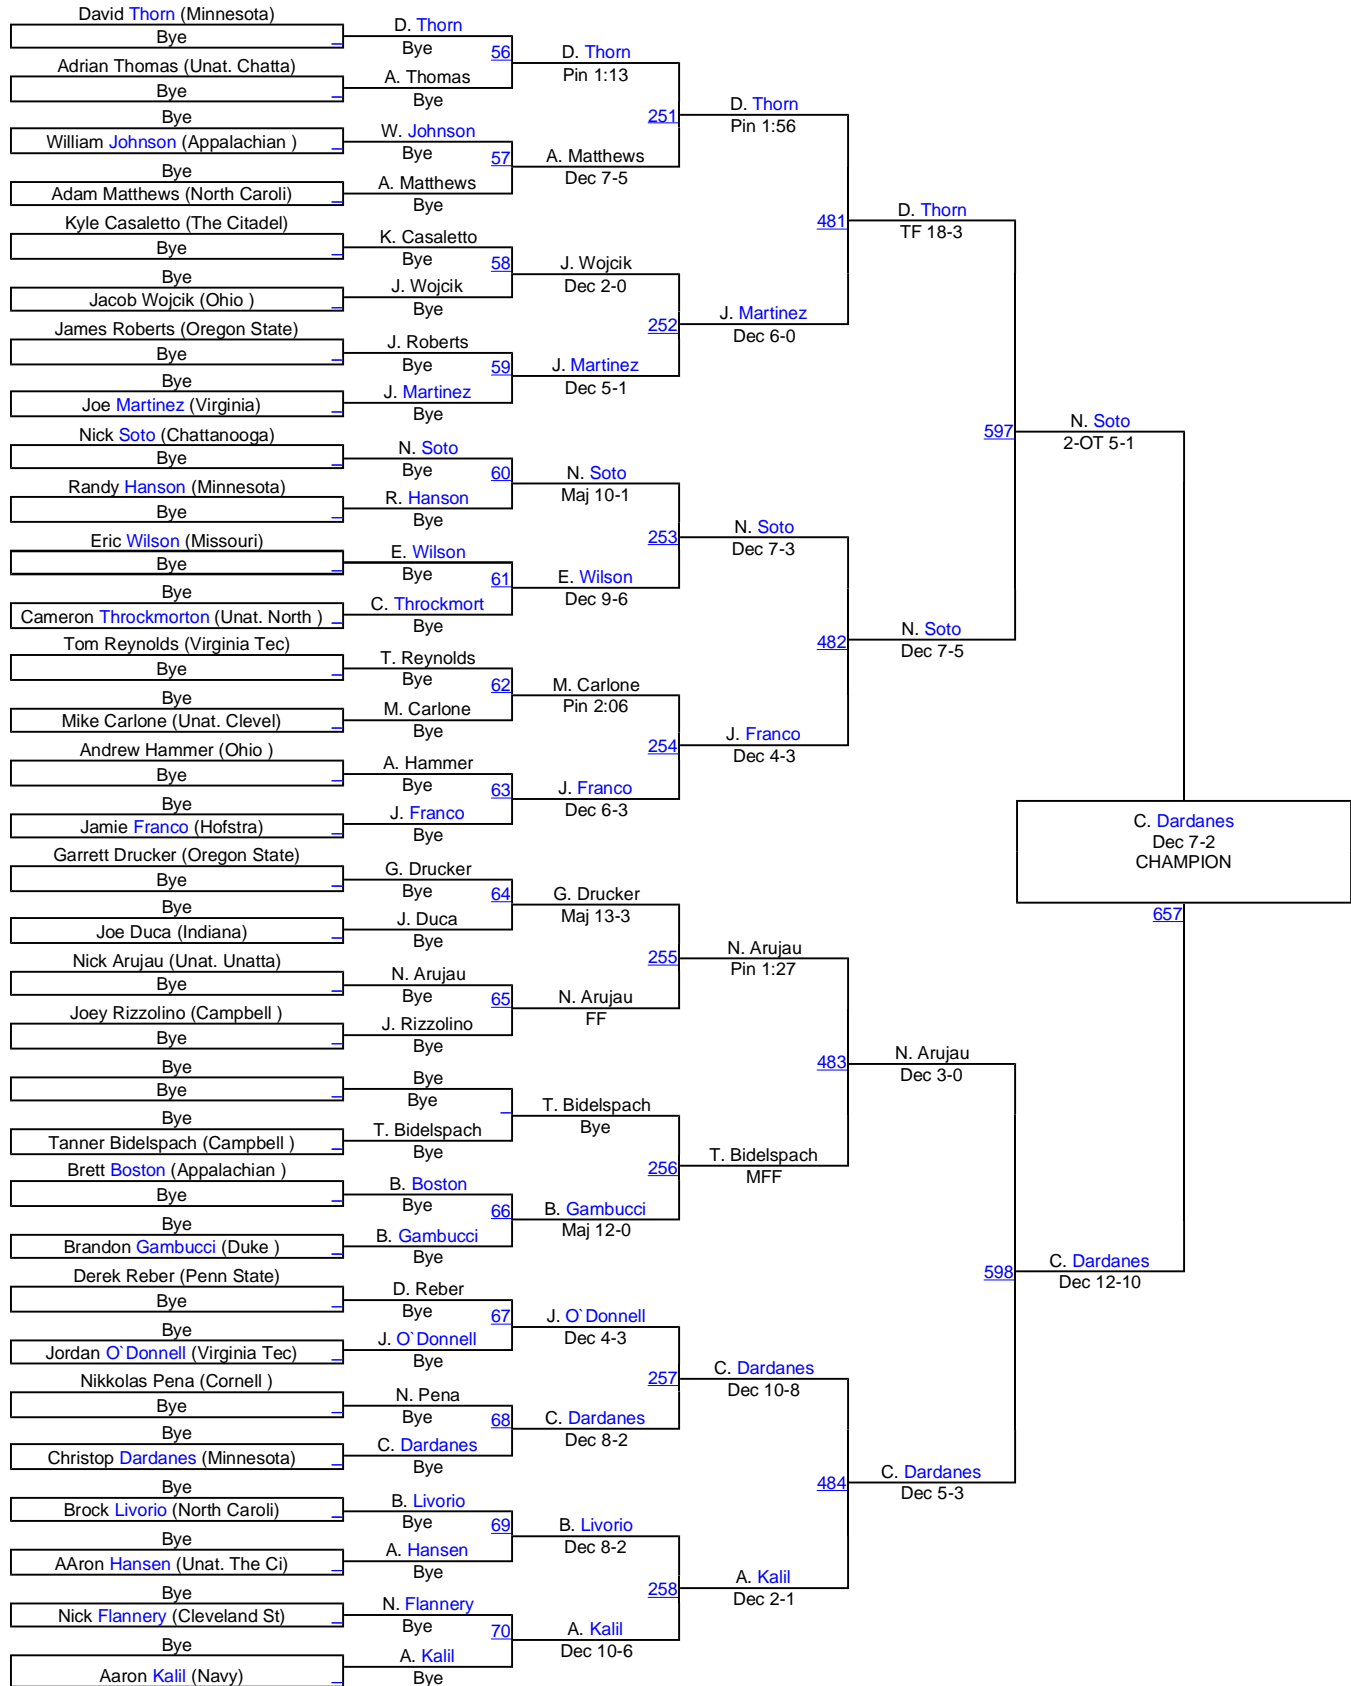 David Thorn (Minnesota)
Bye
Adrian Thomas (Unat. Chatta)
Bye
Bye
William Johnson (Appalachian )
Bye
Adam Matthews (North Caroli)
Kyle Casaletto (The Citadel)
Bye
Bye
Jacob Wojcik (Ohio )
James Roberts (Oregon State)
Bye
Bye
Joe Martinez (Virginia)
Nick Soto (Chattanooga)
Bye
Randy Hanson (Minnesota)
Bye
Eric Wilson (Missouri)
Bye
Bye
Cameron Throckmorton (Unat. North )
Tom Reynolds (Virginia Tec)
Bye
Bye
Mike Carlone (Unat. Clevel)
Andrew Hammer (Ohio )
Bye
Bye
Jamie Franco (Hofstra)
Garrett Drucker (Oregon State)
Bye
Bye
Joe Duca (Indiana)
Nick Arujau (Unat. Unatta)
Bye
Joey Rizzolino (Campbell )
Bye
Bye
Bye
Bye
Tanner Bidelspach (Campbell )
Brett Boston (Appalachian )
Bye
Bye
Brandon Gambucci (Duke )
Derek Reber (Penn State)
Bye
Bye
Jordan O`Donnell (Virginia Tec)
Nikkolas Pena (Cornell )
Bye
Bye
Christop Dardanes (Minnesota)
Bye
Brock Livorio (North Caroli)
Bye
AAron Hansen (Unat. The Ci)
Bye
Nick Flannery (Cleveland St)
Bye
Aaron Kalil (Navy)
D. Thorn
Bye
56
A. Thomas
Bye
W. Johnson
Bye
57
A. Matthews
Bye
K. Casaletto
Bye
58
J. Wojcik
Bye
J. Roberts
Bye
59
J. Martinez
Bye
N. Soto
Bye
60
R. Hanson
Bye
E. Wilson
Bye
61
C. Throckmort
Bye
T. Reynolds
Bye
62
M. Carlone
Bye
A. Hammer
Bye
63
J. Franco
Bye
G. Drucker
Bye
64
J. Duca
Bye
N. Arujau
Bye
65
J. Rizzolino
Bye
Bye
Bye
T. Bidelspach
Bye
B. Boston
Bye
66
B. Gambucci
Bye
D. Reber
Bye
67
J. O`Donnell
Bye
N. Pena
Bye
68
C. Dardanes
Bye
B. Livorio
Bye
69
A. Hansen
Bye
N. Flannery
Bye
70
A. Kalil
Bye
D. Thorn
Pin 1:13
251
A. Matthews
Dec 7-5
J. Wojcik
Dec 2-0
252
J. Martinez
Dec 5-1
N. Soto
Maj 10-1
253
E. Wilson
Dec 9-6
M. Carlone
Pin 2:06
254
J. Franco
Dec 6-3
G. Drucker
Maj 13-3
255
N. Arujau
FF
T. Bidelspach
Bye
256
B. Gambucci
Maj 12-0
J. O`Donnell
Dec 4-3
257
C. Dardanes
Dec 8-2
B. Livorio
Dec 8-2
258
A. Kalil
Dec 10-6
D. Thorn
Pin 1:56
481
J. Martinez
Dec 6-0
N. Soto
Dec 7-3
482
J. Franco
Dec 4-3
N. Arujau
Pin 1:27
483
T. Bidelspach
MFF
C. Dardanes
Dec 10-8
484
A. Kalil
Dec 2-1
D. Thorn
TF 18-3
597
N. Soto
Dec 7-5
N. Arujau
Dec 3-0
598
C. Dardanes
Dec 5-3
N. Soto
2-OT 5-1
C. Dardanes
Dec 12-10
C. Dardanes
Dec 7-2
CHAMPION
657